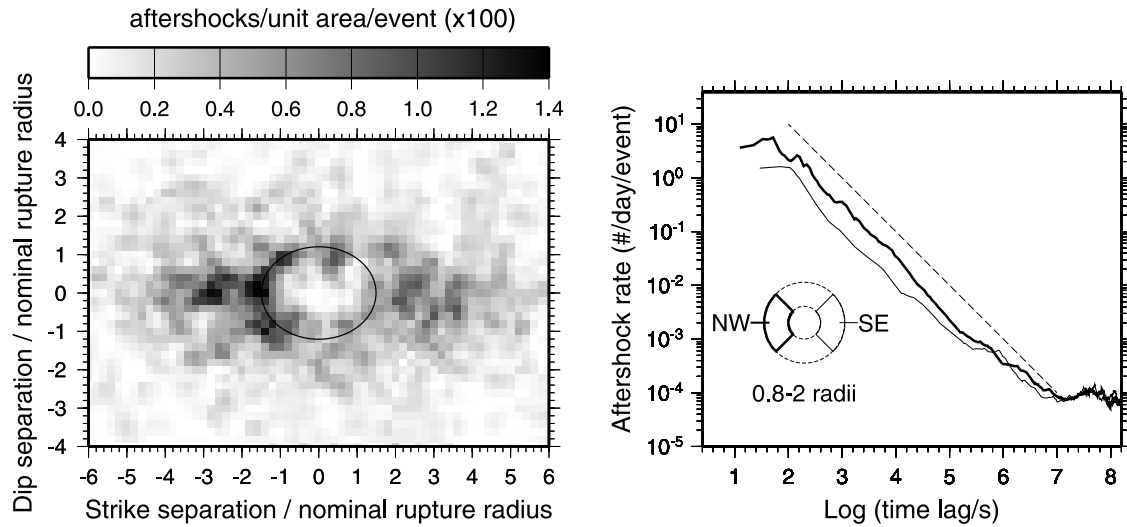 aftershocks/unit area/event (x100)
0.0 0.2 0.4 0.6 0.8 1.0 1.2 1.4
Dip separation / nominal rupture radius
4
3
2
1
0
-1
-2
-3
-4
-6 -5 -4 -3 -2 -1 0 1 2 3 4 5 6
Strike separation / nominal rupture radius
Aftershock rate (#/day/event)
10^1
10^0
10^-1
10^-2
10^-3
10^-4
10^-5
NW SE
0.8-2 radii
1 2 3 4 5 6 7 8
Log (time lag/s)